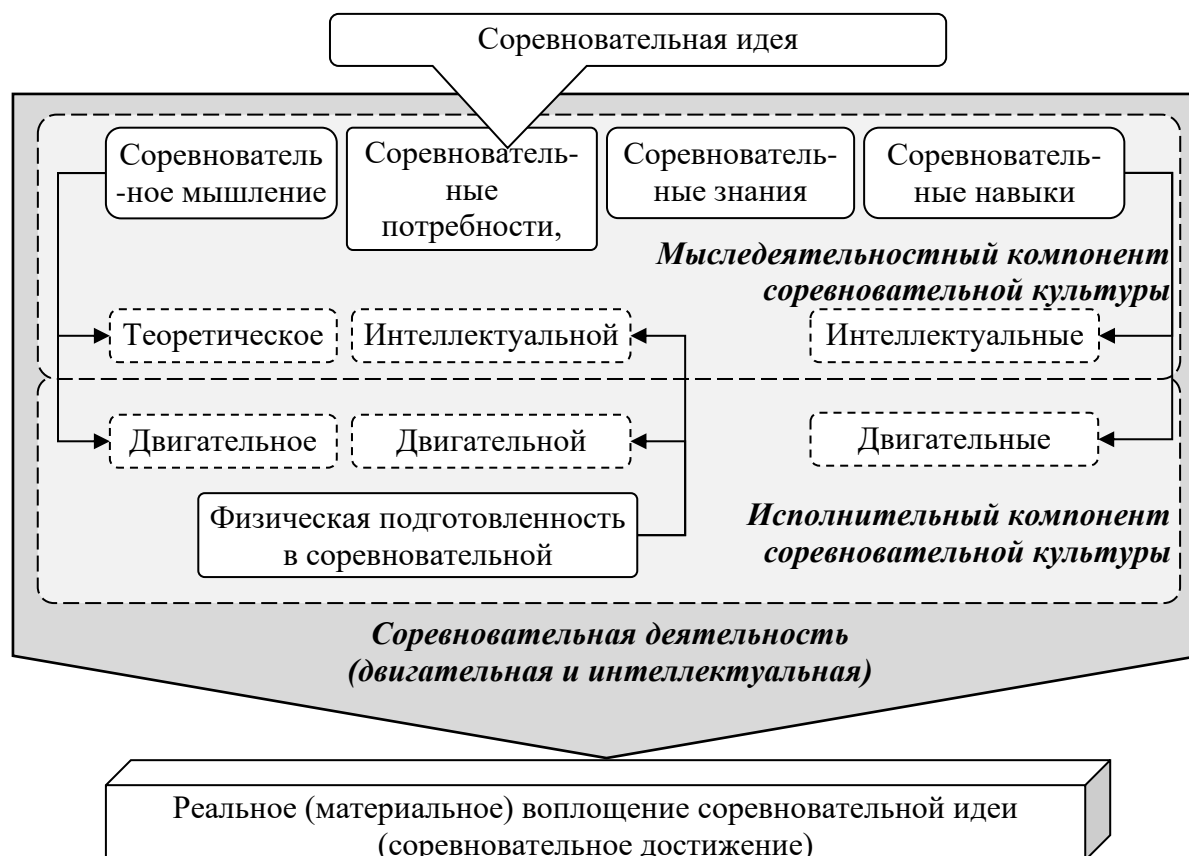 Соревновательная идея
Соревнователь
-ное мышление
Соревнователь-
ные
потребности,
Соревнователь-
ные знания
Соревнователь-
ные навыки
Мыследеятельностный компонент
соревновательной культуры
Теоретическое
Интеллектуальной
Интеллектуальные
Двигательное
Двигательной
Двигательные
Физическая подготовленность
в соревновательной
Исполнительный компонент
соревновательной культуры
Соревновательная деятельность
(двигательная и интеллектуальная)
Реальное (материальное) воплощение соревновательной идеи
(соревновательное достижение)